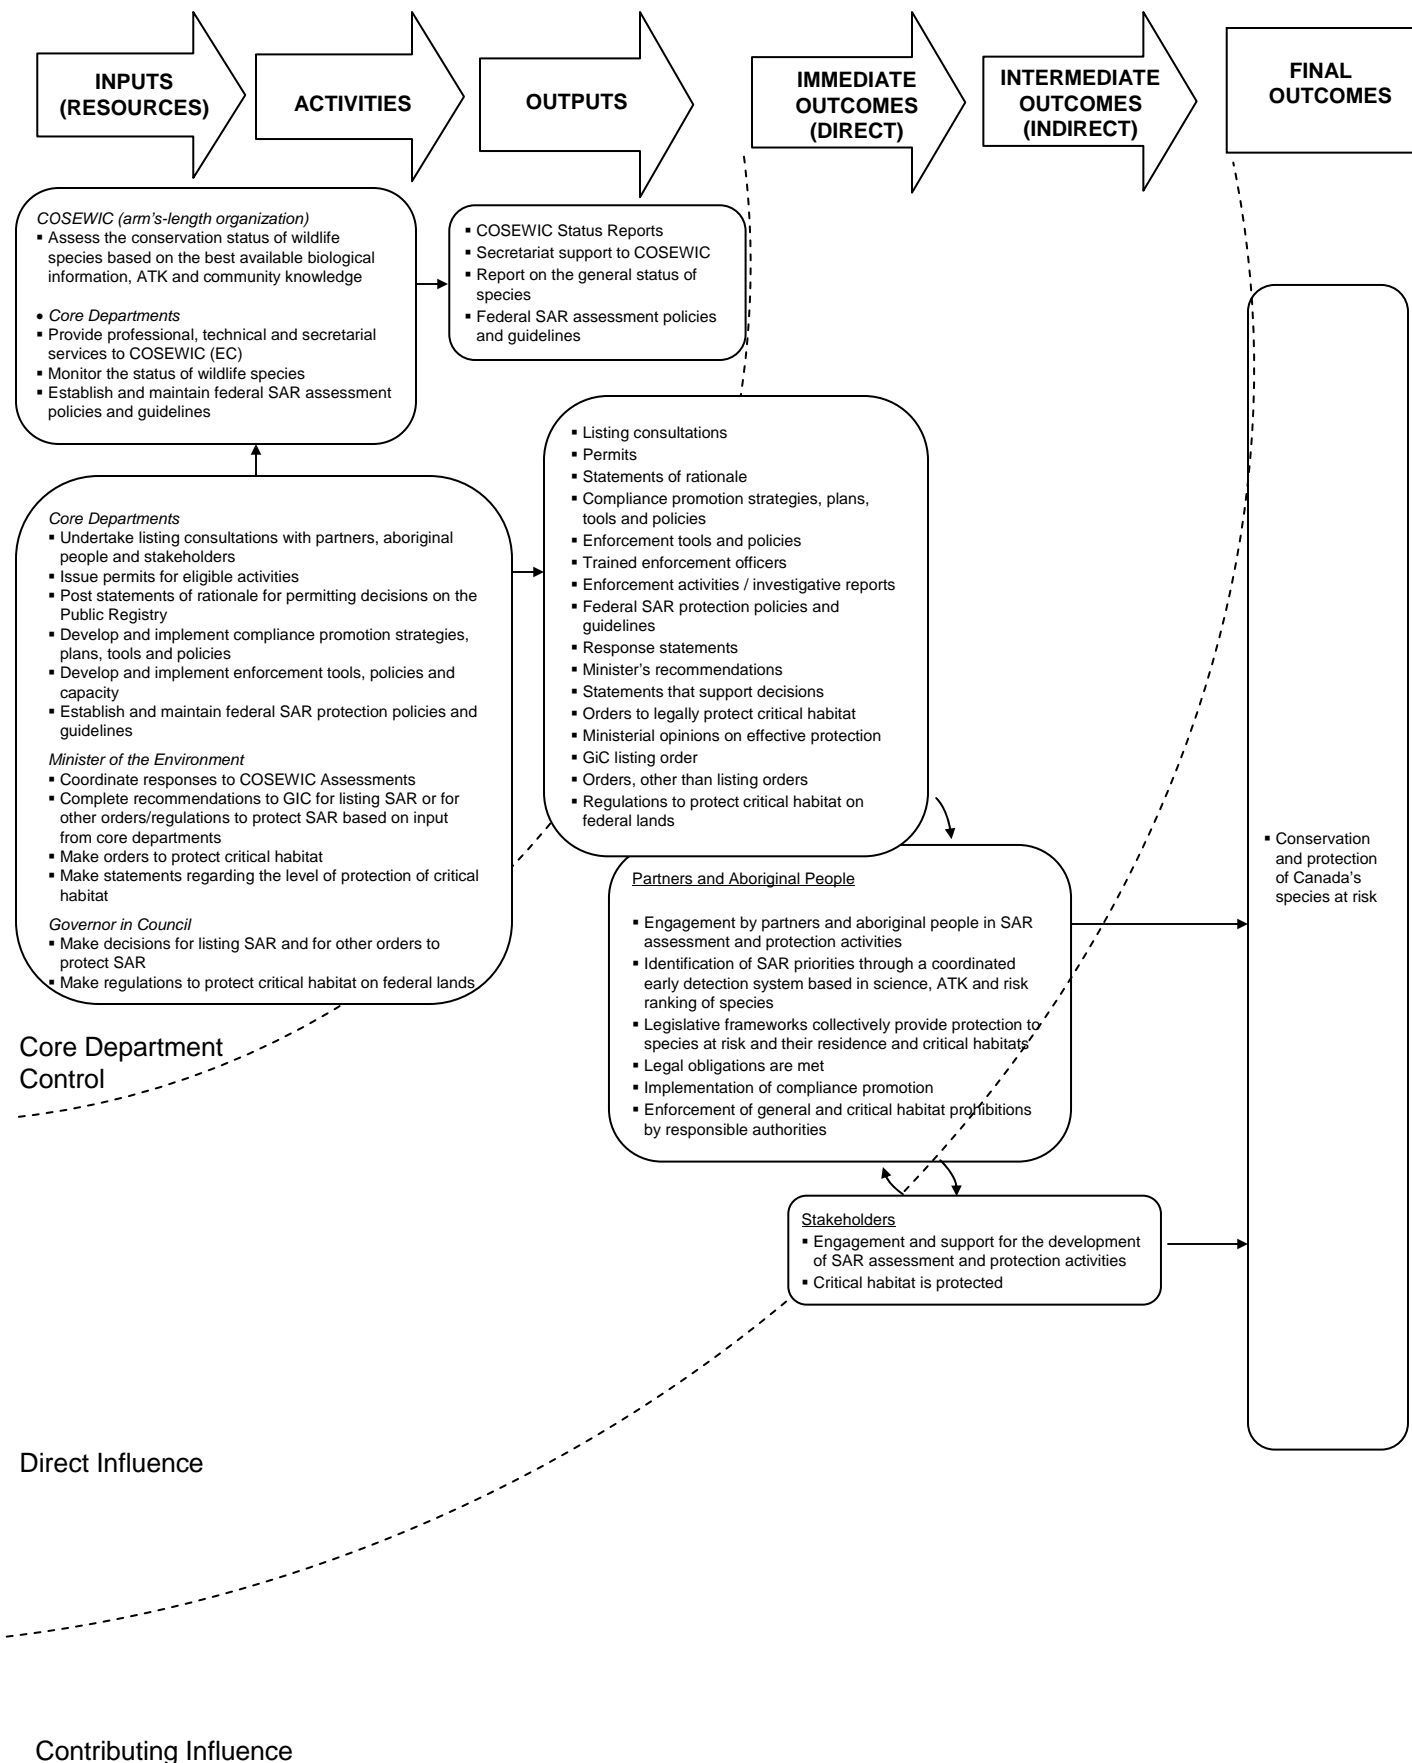 INPUTS
(RESOURCES)
ACTIVITIES
OUTPUTS
IMMEDIATE
OUTCOMES
(DIRECT)
INTERMEDIATE
OUTCOMES
(INDIRECT)
FINAL
OUTCOMES
COSEWIC (arm's-length organization)
▪ Assess the conservation status of wildlife
species based on the best available biological
information, ATK and community knowledge
• Core Departments
▪ Provide professional, technical and secretarial
services to COSEWIC (EC)
▪ Monitor the status of wildlife species
▪ Establish and maintain federal SAR assessment
policies and guidelines
▪ COSEWIC Status Reports
▪ Secretariat support to COSEWIC
▪ Report on the general status of
species
▪ Federal SAR assessment policies
and guidelines
Core Departments
▪ Undertake listing consultations with partners, aboriginal
people and stakeholders
▪ Issue permits for eligible activities
▪ Post statements of rationale for permitting decisions on the
Public Registry
▪ Develop and implement compliance promotion strategies,
plans, tools and policies
▪ Develop and implement enforcement tools, policies and
capacity
▪ Establish and maintain federal SAR protection policies and
guidelines
Minister of the Environment
▪ Coordinate responses to COSEWIC Assessments
▪ Complete recommendations to GIC for listing SAR or for
other orders/regulations to protect SAR based on input
from core departments
▪ Make orders to protect critical habitat
▪ Make statements regarding the level of protection of critical
habitat
Governor in Council
▪ Make decisions for listing SAR and for other orders to
protect SAR
▪ Make regulations to protect critical habitat on federal lands
▪ Listing consultations
▪ Permits
▪ Statements of rationale
▪ Compliance promotion strategies, plans,
tools and policies
▪ Enforcement tools and policies
▪ Trained enforcement officers
▪ Enforcement activities / investigative reports
▪ Federal SAR protection policies and
guidelines
▪ Response statements
▪ Minister's recommendations
▪ Statements that support decisions
▪ Orders to legally protect critical habitat
▪ Ministerial opinions on effective protection
▪ GiC listing order
▪ Orders, other than listing orders
▪ Regulations to protect critical habitat on
federal lands
Partners and Aboriginal People
▪ Engagement by partners and aboriginal people in SAR
assessment and protection activities
▪ Identification of SAR priorities through a coordinated
early detection system based in science, ATK and risk
ranking of species
▪ Legislative frameworks collectively provide protection to
species at risk and their residence and critical habitats
▪ Legal obligations are met
▪ Implementation of compliance promotion
▪ Enforcement of general and critical habitat prohibitions
by responsible authorities
Stakeholders
▪ Engagement and support for the development
of SAR assessment and protection activities
▪ Critical habitat is protected
▪ Conservation
and protection
of Canada's
species at risk
Core Department
Control
Direct Influence
Contributing Influence